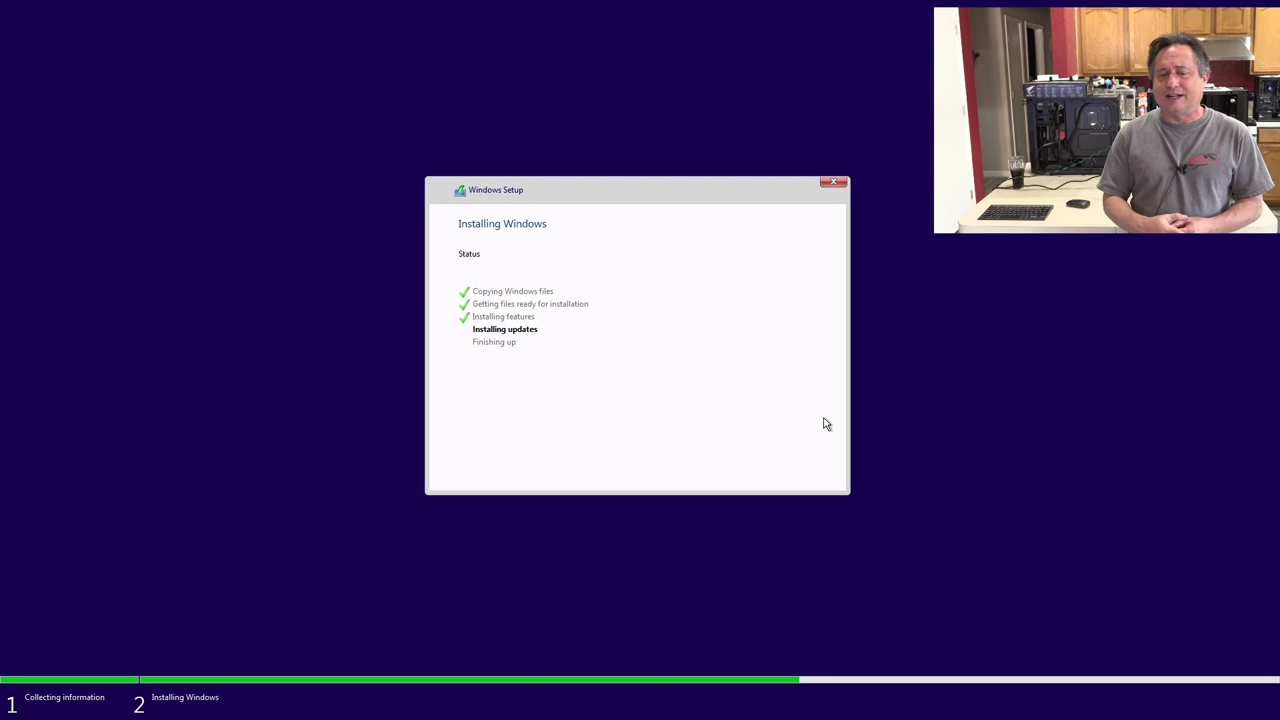 Windows Setup
Installing Windows
Status
Copying Windows files
Getting files ready for installation
Installing features
Installing updates
Finishing up
1 Collecting information
2 Installing Windows